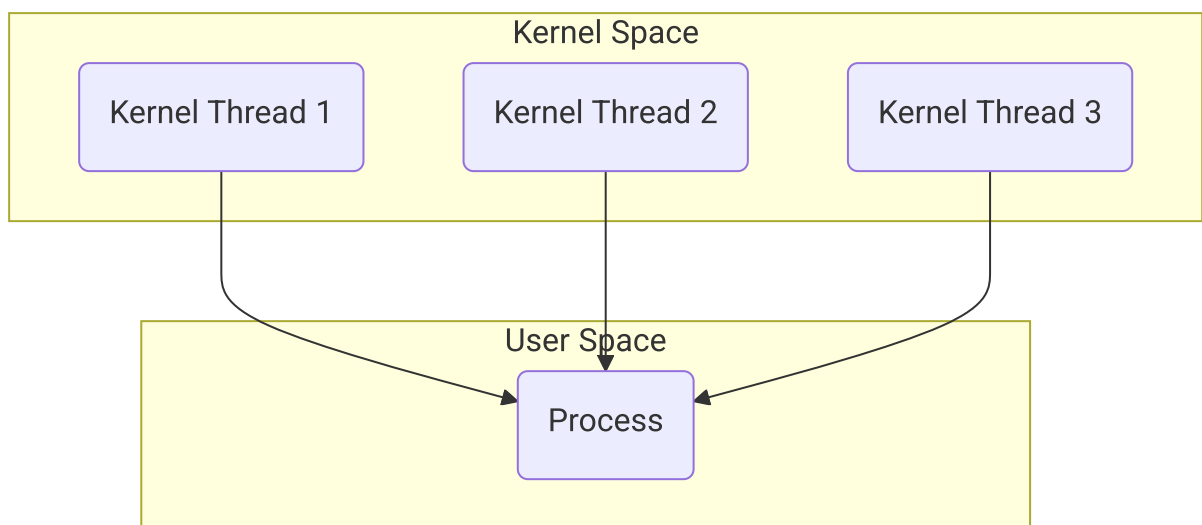 Kernel Space
Kernel Thread 1
Kernel Thread 2
Kernel Thread 3
User Space
Process